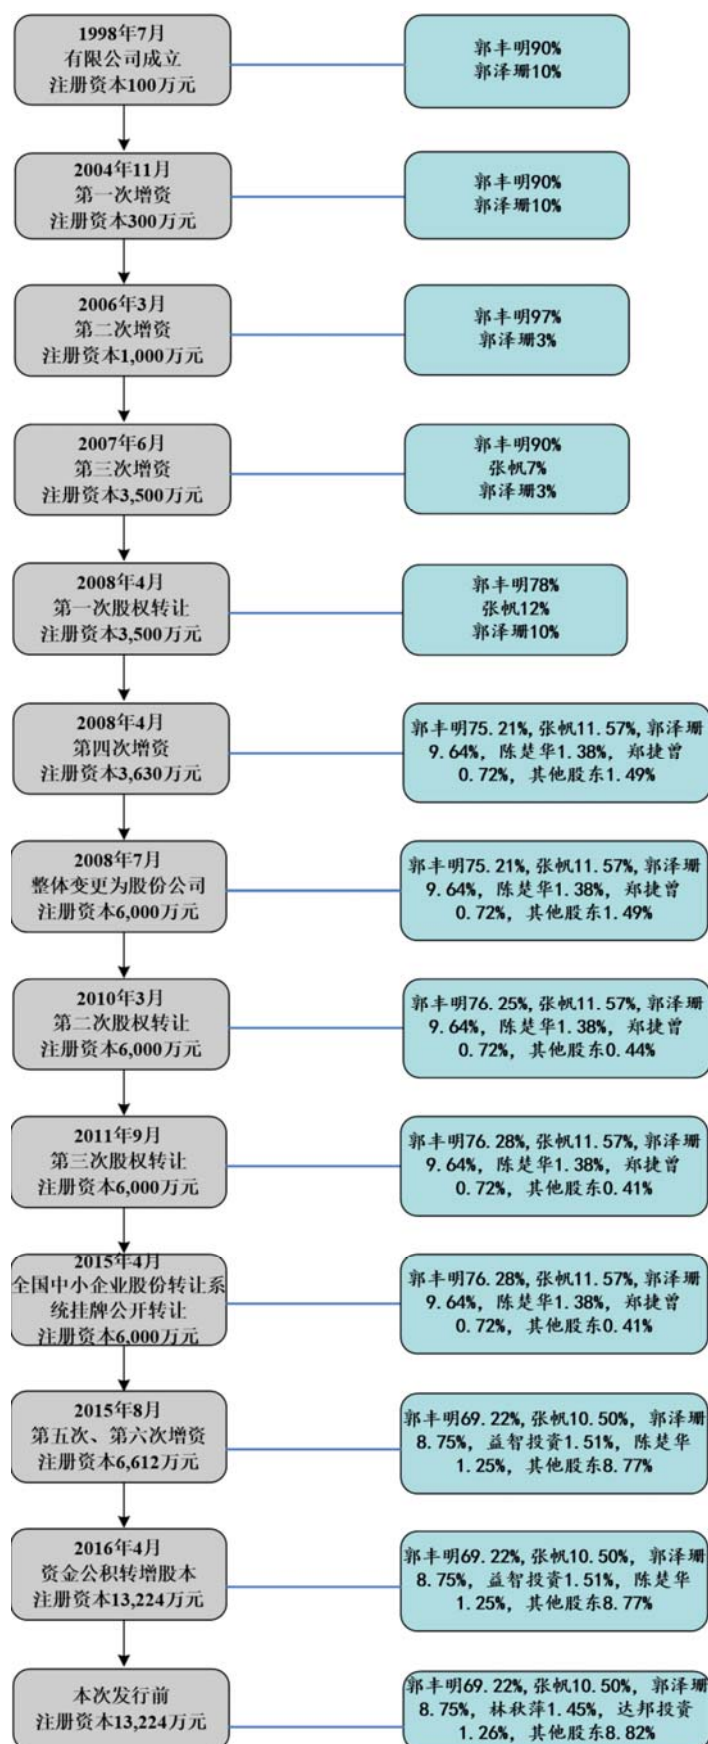 1998年7月
有限公司成立
注册资本100万元
郭丰明90%
郭泽珊10%
2004年11月
第一次增资
注册资本300万元
郭丰明90%
郭泽珊10%
2006年3月
第二次增资
注册资本1,000万元
郭丰明97%
郭泽珊3%
2007年6月
第三次增资
注册资本3,500万元
郭丰明90%
张帆7%
郭泽珊3%
2008年4月
第一次股权转让
注册资本3,500万元
郭丰明78%
张帆12%
郭泽珊10%
2008年4月
第四次增资
注册资本3,630万元
郭丰明75.21%,张帆11.57%,郭泽珊
9.64%, 陈楚华1.38%, 郑捷曾
0.72%, 其他股东1.49%
2008年7月
整体变更为股份公司
注册资本6,000万元
郭丰明75.21%,张帆11.57%,郭泽珊
9.64%, 陈楚华1.38%, 郑捷曾
0.72%, 其他股东1.49%
2010年3月
第二次股权转让
注册资本6,000万元
郭丰明76.25%,张帆11.57%,郭泽珊
9.64%, 陈楚华1.38%, 郑捷曾
0.72%, 其他股东0.44%
2011年9月
第三次股权转让
注册资本6,000万元
郭丰明76.28%,张帆11.57%,郭泽珊
9.64%, 陈楚华1.38%, 郑捷曾
0.72%, 其他股东0.41%
2015年4月
全国中小企业股份转让系
统挂牌公开转让
注册资本6,000万元
郭丰明76.28%,张帆11.57%,郭泽珊
9.64%, 陈楚华1.38%, 郑捷曾
0.72%, 其他股东0.41%
2015年8月
第五次、第六次增资
注册资本6,612万元
郭丰明69.22%,张帆10.50%, 郭泽珊
8.75%, 益智投资1.51%, 陈楚华
1.25%, 其他股东8.77%
2016年4月
资金公积转增股本
注册资本13,224万元
郭丰明69.22%,张帆10.50%, 郭泽珊
8.75%, 益智投资1.51%, 陈楚华
1.25%, 其他股东8.77%
本次发行前
注册资本13,224万元
郭丰明69.22%,张帆10.50%, 郭泽珊
8.75%, 林秋萍1.45%, 达邦投资
1.26%, 其他股东8.82%